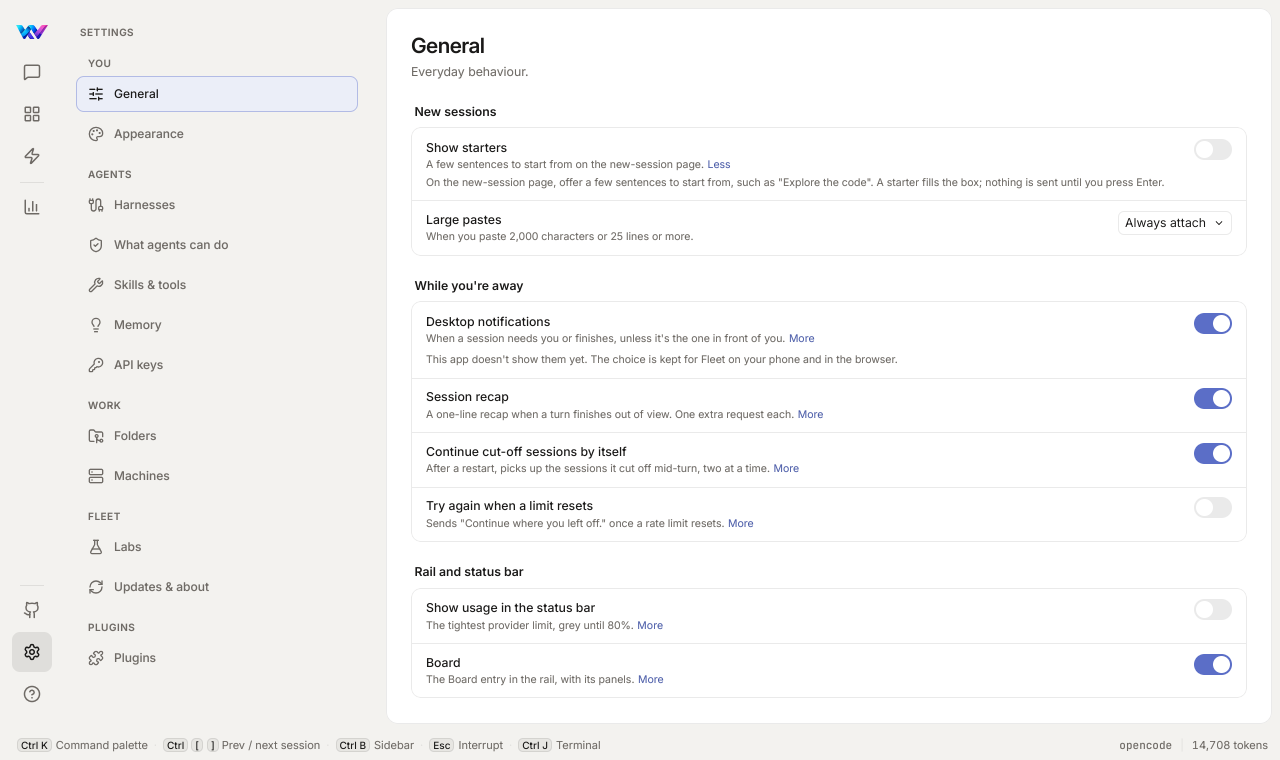 SETTINGS
YOU
General
Appearance
AGENTS
Harnesses
What agents can do
Skills & tools
Memory
API keys
WORK
Folders
Machines
FLEET
Labs
Updates & about
PLUGINS
Plugins
General
Everyday behaviour.
New sessions
Show starters
A few sentences to start from on the new-session page. Less
On the new-session page, offer a few sentences to start from, such as "Explore the code". A starter fills the box; nothing is sent until you press Enter.
Large pastes
When you paste 2,000 characters or 25 lines or more.
Always attach
While you're away
Desktop notifications
When a session needs you or finishes, unless it's the one in front of you. More
This app doesn't show them yet. The choice is kept for Fleet on your phone and in the browser.
Session recap
A one-line recap when a turn finishes out of view. One extra request each. More
Continue cut-off sessions by itself
After a restart, picks up the sessions it cut off mid-turn, two at a time. More
Try again when a limit resets
Sends "Continue where you left off." once a rate limit resets. More
Rail and status bar
Show usage in the status bar
The tightest provider limit, grey until 80%. More
Board
The Board entry in the rail, with its panels. More
Ctrl K Command palette Ctrl [ ] Prev / next session Ctrl B Sidebar Esc Interrupt Ctrl J Terminal opencode 14,708 tokens